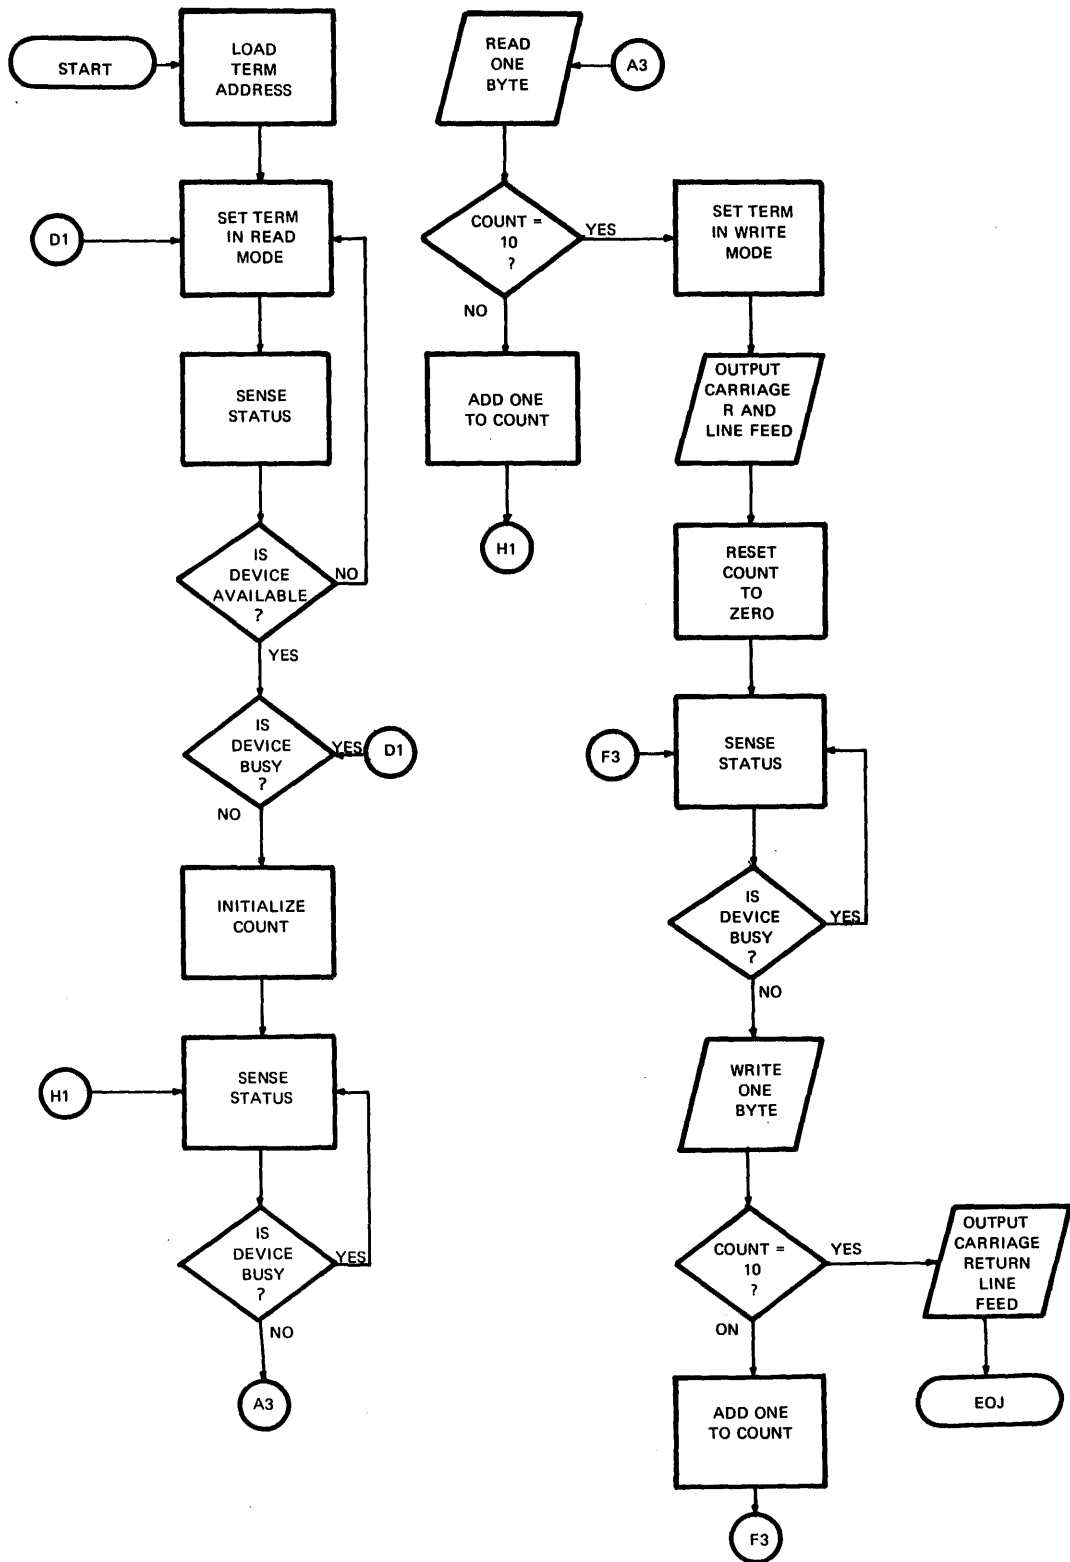 START
LOAD
TERM
ADDRESS
D1
SET TERM
IN READ
MODE
SENSE
STATUS
IS
DEVICE
AVAILABLE
?
NO
YES
IS
DEVICE
BUSY
?
YES
D1
NO
INITIALIZE
COUNT
H1
SENSE
STATUS
IS
DEVICE
BUSY
?
YES
NO
A3
READ
ONE
BYTE
A3
COUNT =
10
?
YES
NO
ADD ONE
TO COUNT
H1
SET TERM
IN WRITE
MODE
OUTPUT
CARRIAGE
R AND
LINE FEED
RESET
COUNT
TO
ZERO
F3
SENSE
STATUS
IS
DEVICE
BUSY
?
YES
NO
WRITE
ONE
BYTE
COUNT =
10
?
YES
ON
OUTPUT
CARRIAGE
RETURN
LINE
FEED
EOJ
ADD ONE
TO COUNT
F3